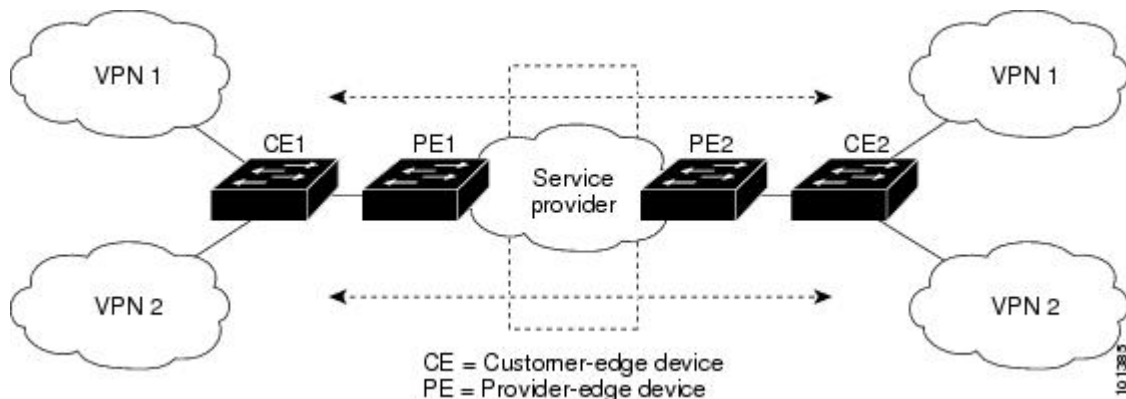 VPN 1
VPN 1
CE1
PE1
PE2
CE2
Service
provider
VPN 2
VPN 2
CE = Customer-edge device
PE = Provider-edge device
101385